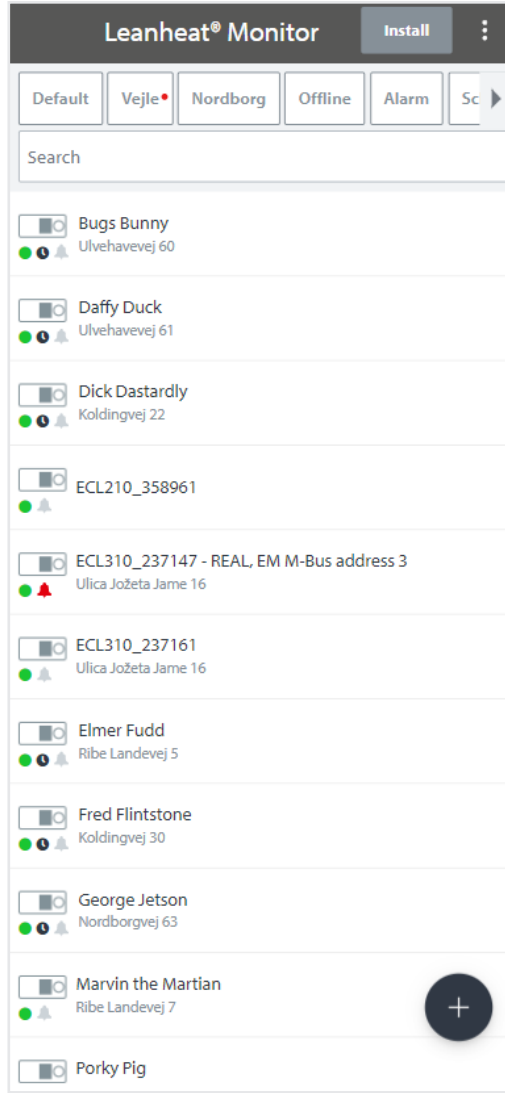 Leanheat® Monitor Install
Default Vejle Nordborg Offline Alarm Sc
Search
Bugs Bunny
Ulvehavevej 60
Daffy Duck
Ulvehavevej 61
Dick Dastardly
Koldingvej 22
ECL210_358961
ECL310_237147 - REAL, EM M-Bus address 3
Ulica Jožeta Jame 16
ECL310_237161
Ulica Jožeta Jame 16
Elmer Fudd
Ribe Landevej 5
Fred Flintstone
Koldingvej 30
George Jetson
Nordborgvej 63
Marvin the Martian
Ribe Landevej 7
Porky Pig